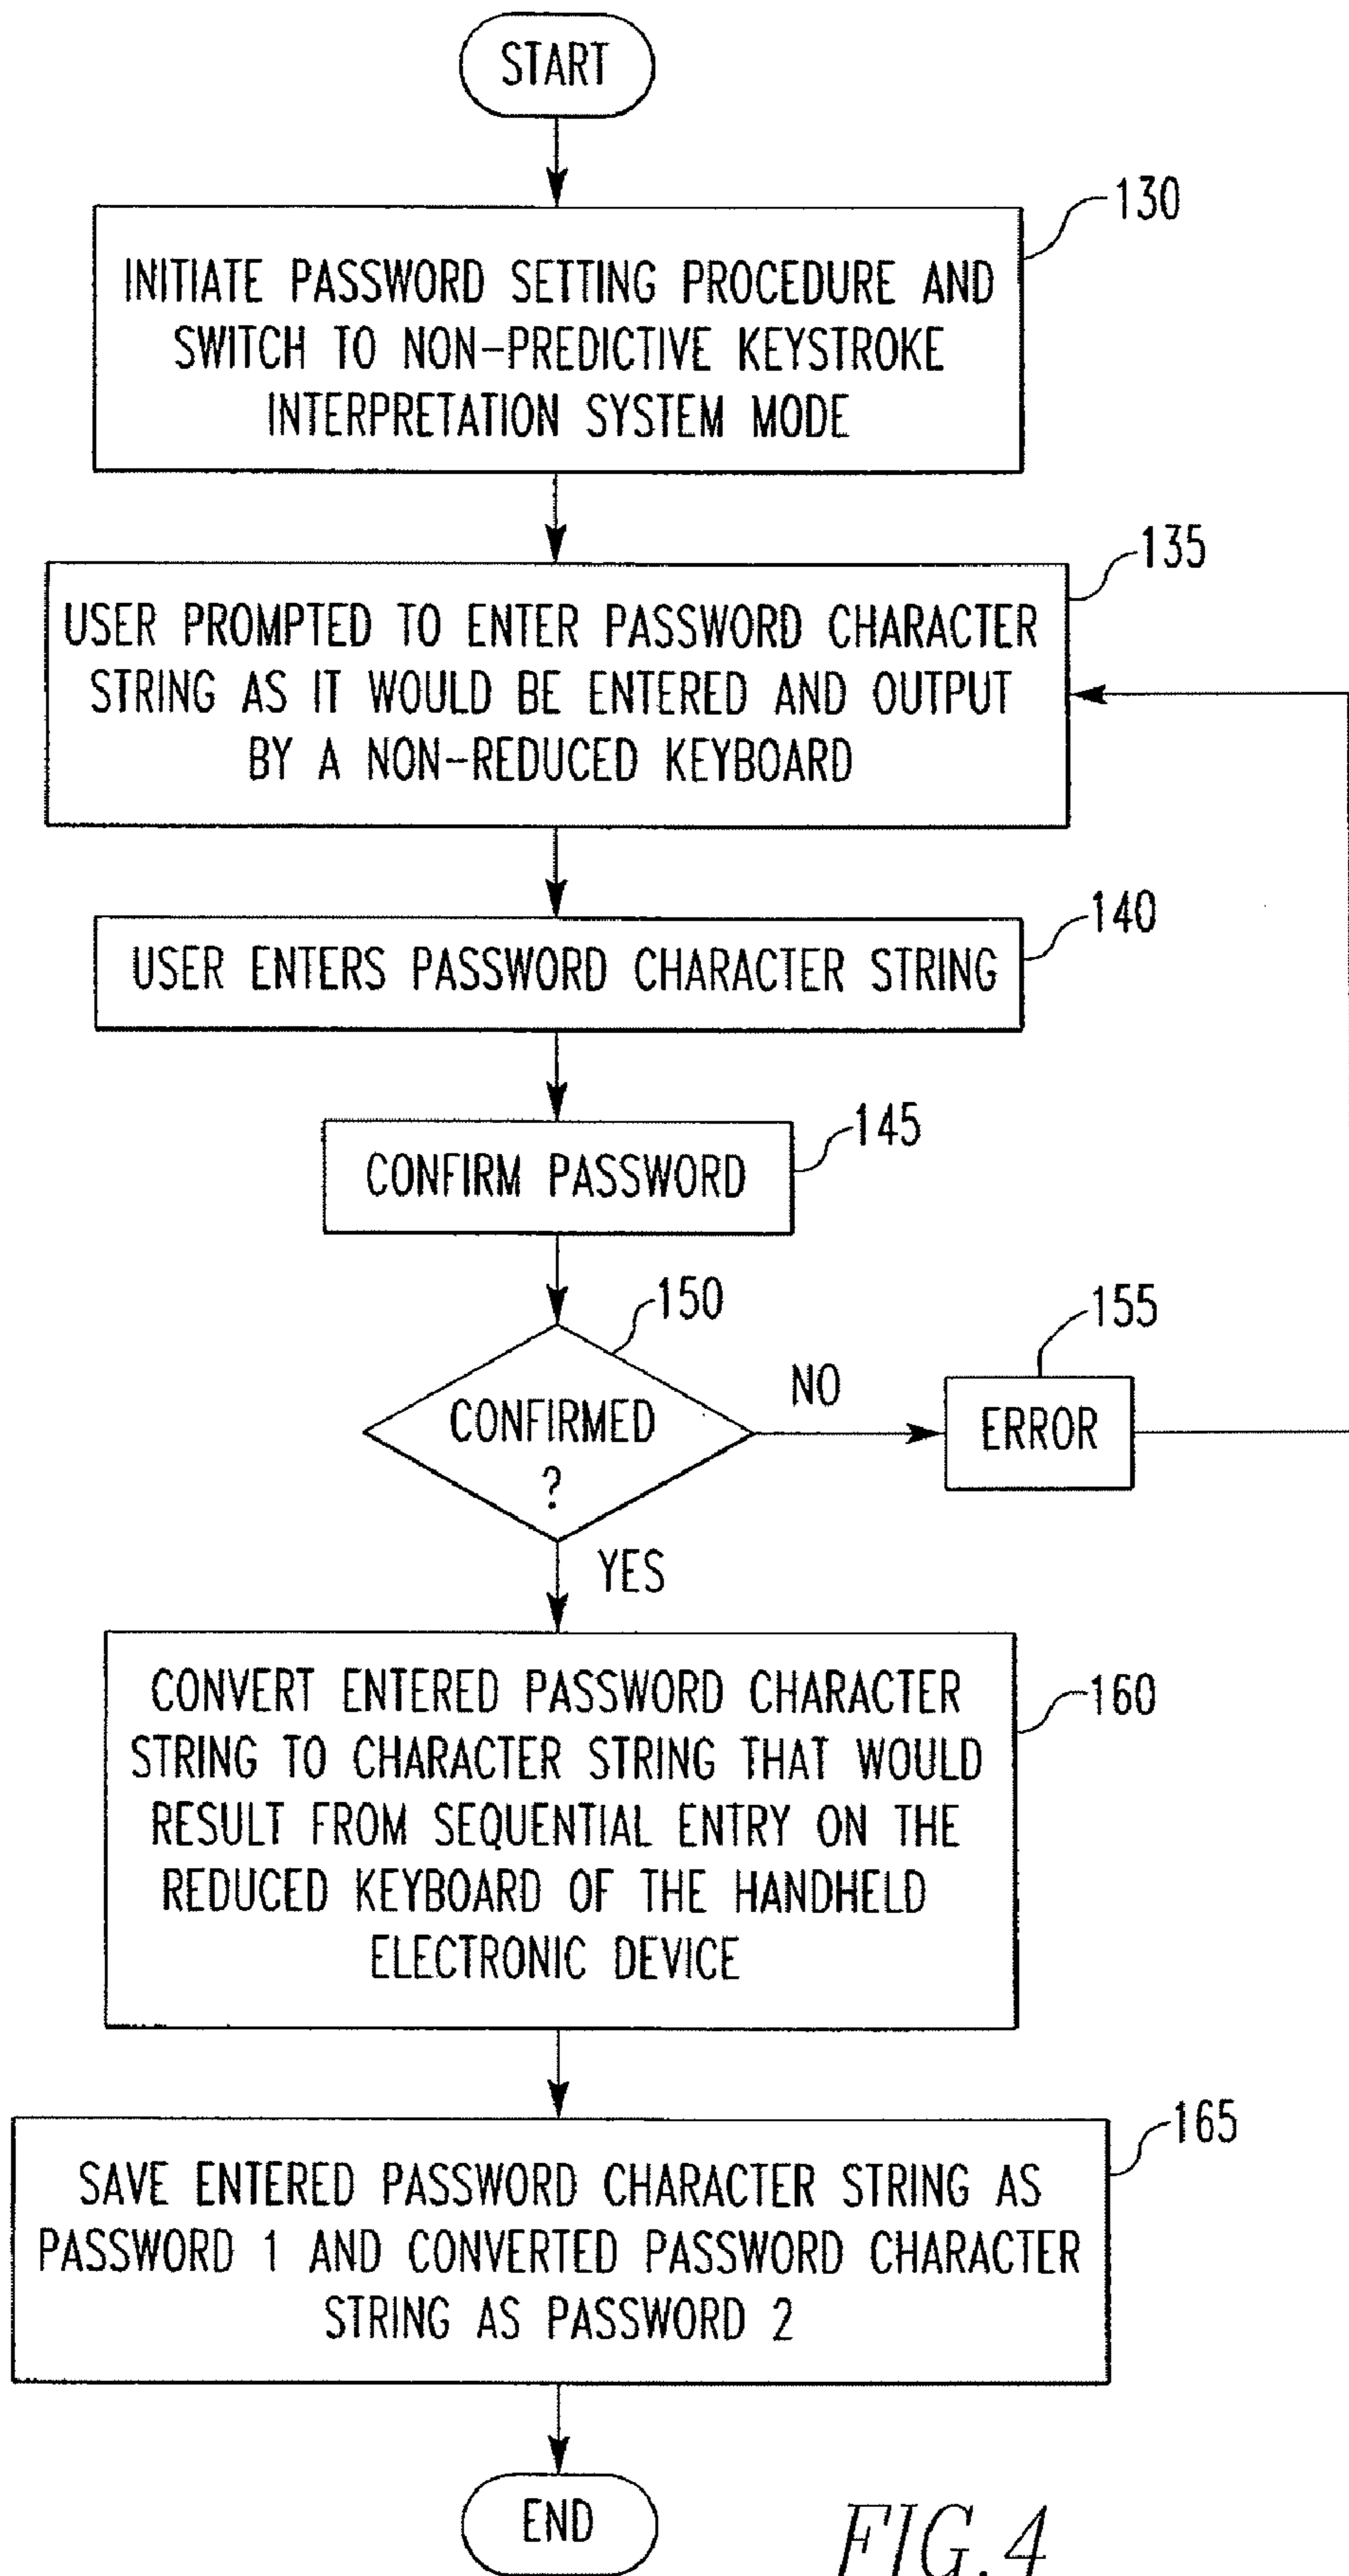 START
130
INITIATE PASSWORD SETTING PROCEDURE AND
SWITCH TO NON-PREDICTIVE KEYSTROKE
INTERPRETATION SYSTEM MODE
135
USER PROMPTED TO ENTER PASSWORD CHARACTER
STRING AS IT WOULD BE ENTERED AND OUTPUT
BY A NON-REDUCED KEYBOARD
140
USER ENTERS PASSWORD CHARACTER STRING
145
CONFIRM PASSWORD
150
CONFIRMED
?
NO
155
ERROR
YES
160
CONVERT ENTERED PASSWORD CHARACTER
STRING TO CHARACTER STRING THAT WOULD
RESULT FROM SEQUENTIAL ENTRY ON THE
REDUCED KEYBOARD OF THE HANDHELD
ELECTRONIC DEVICE
165
SAVE ENTERED PASSWORD CHARACTER STRING AS
PASSWORD 1 AND CONVERTED PASSWORD CHARACTER
STRING AS PASSWORD 2
END
FIG.4